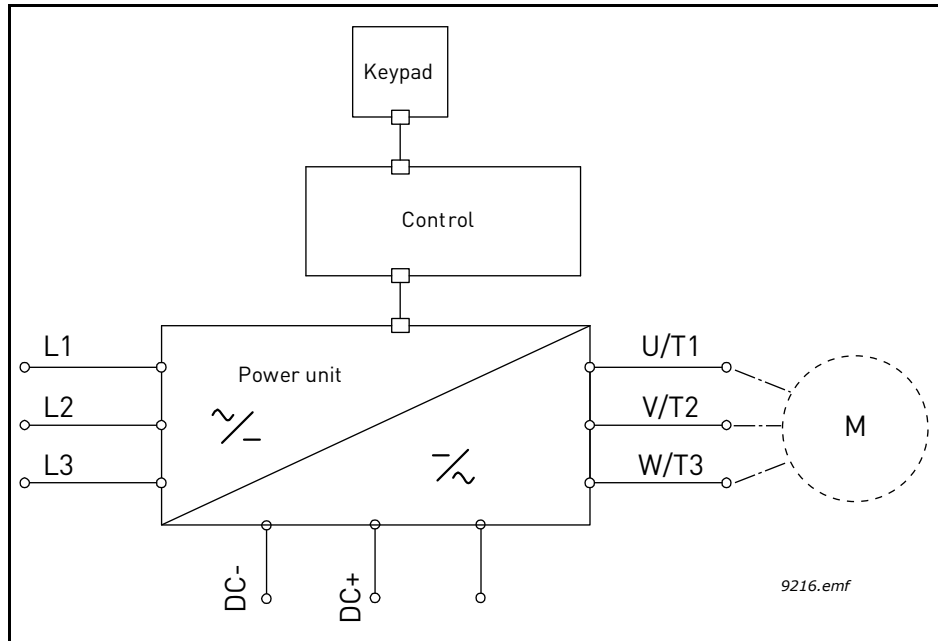 Keypad
Control
L1
L2
L3
Power unit
U/T1
V/T2
W/T3
M
DC-
DC+
9216.emf